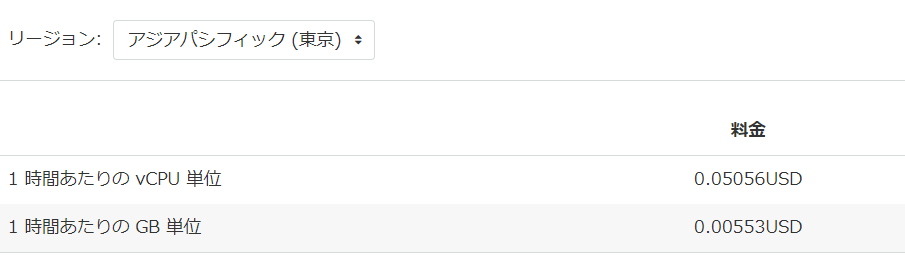 リージョン: アジアパシフィック (東京)
料金
1 時間あたりの vCPU 単位 0.05056USD
1 時間あたりの GB 単位 0.00553USD